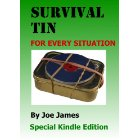 SURVIVAL
TIN
FOR EVERY SITUATION
By Joe James
Special Kindle Edition